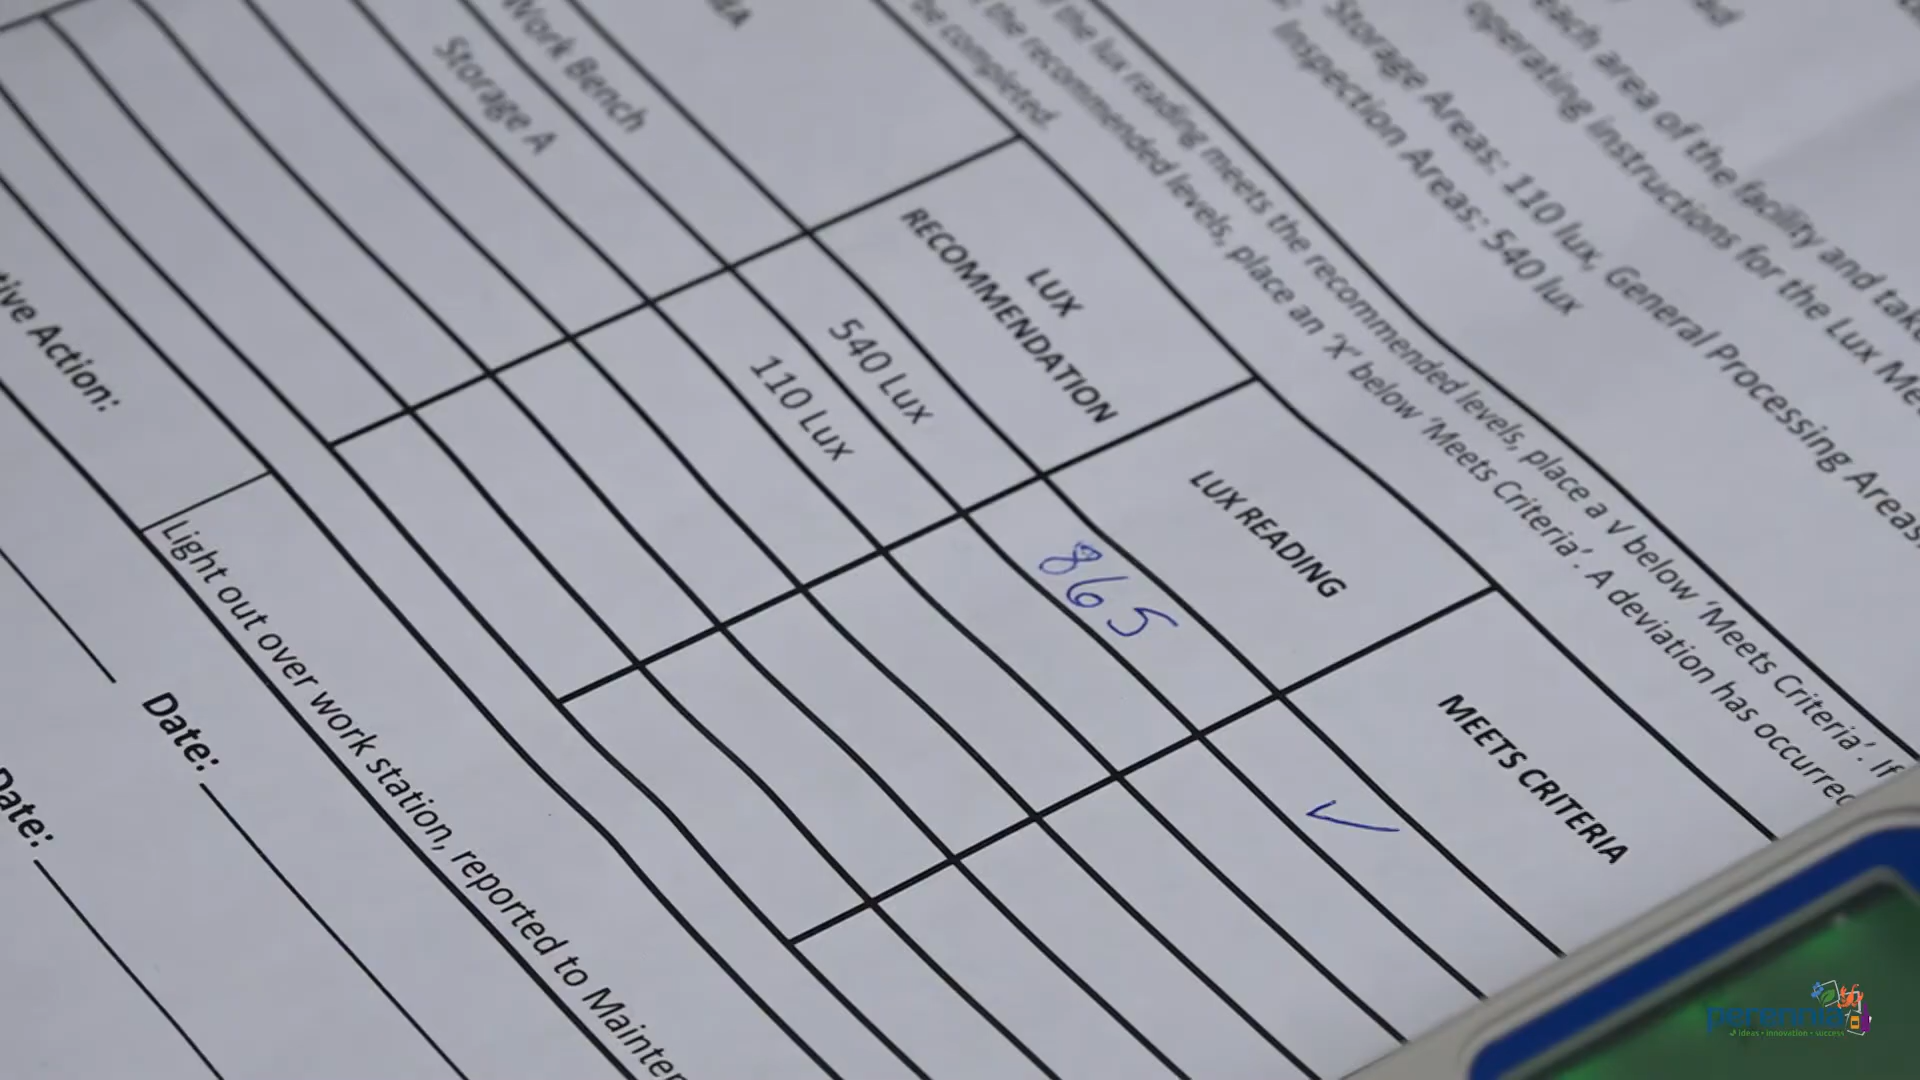 ad
each area of the facility and take
operating instructions for the Lux Me
Storage Areas: 110 lux, General Processing Areas:
Inspection Areas: 540 lux
the lux reading meets the recommended levels, place a √ below ‘Meets Criteria’. If
the recommended levels, place an ‘X’ below ‘Meets Criteria’. A deviation has occurred
be completed.
LUX RECOMMENDATION
LUX READING
MEETS CRITERIA
Work Bench 540 Lux 865 ✓
Storage A 110 Lux
tive Action: Light out over work station, reported to Mainten
Date:
Date:
perennia
ideas • innovation • success